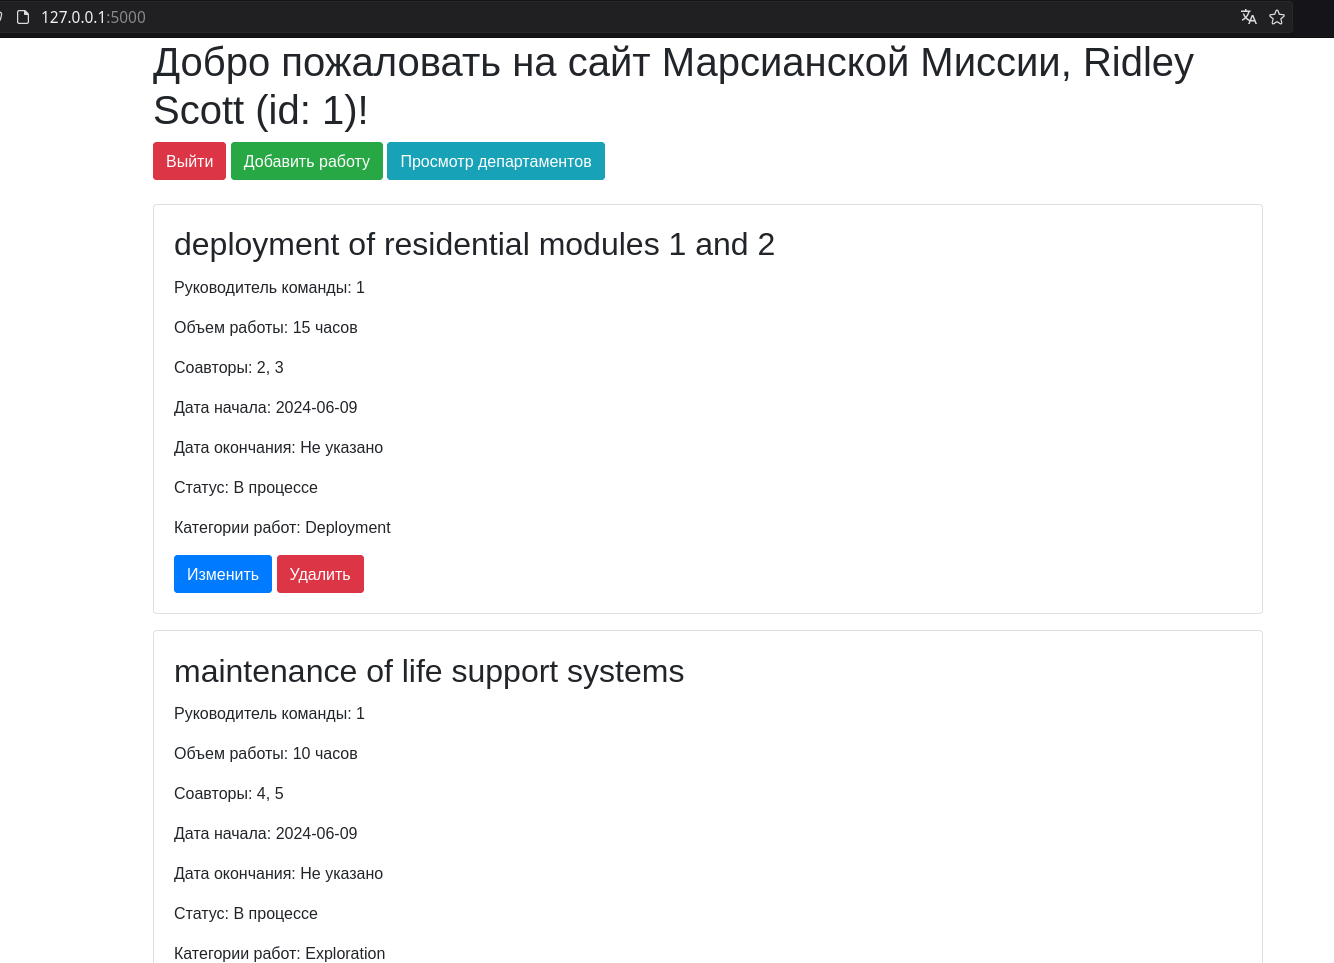 127.0.0.1:5000
Добро пожаловать на сайт Марсианской Миссии, Ridley
Scott (id: 1)!
Выйти Добавить работу Просмотр департаментов
deployment of residential modules 1 and 2
Руководитель команды: 1
Объем работы: 15 часов
Соавторы: 2, 3
Дата начала: 2024-06-09
Дата окончания: Не указано
Статус: В процессе
Категории работ: Deployment
Изменить Удалить
maintenance of life support systems
Руководитель команды: 1
Объем работы: 10 часов
Соавторы: 4, 5
Дата начала: 2024-06-09
Дата окончания: Не указано
Статус: В процессе
Категории работ: Exploration